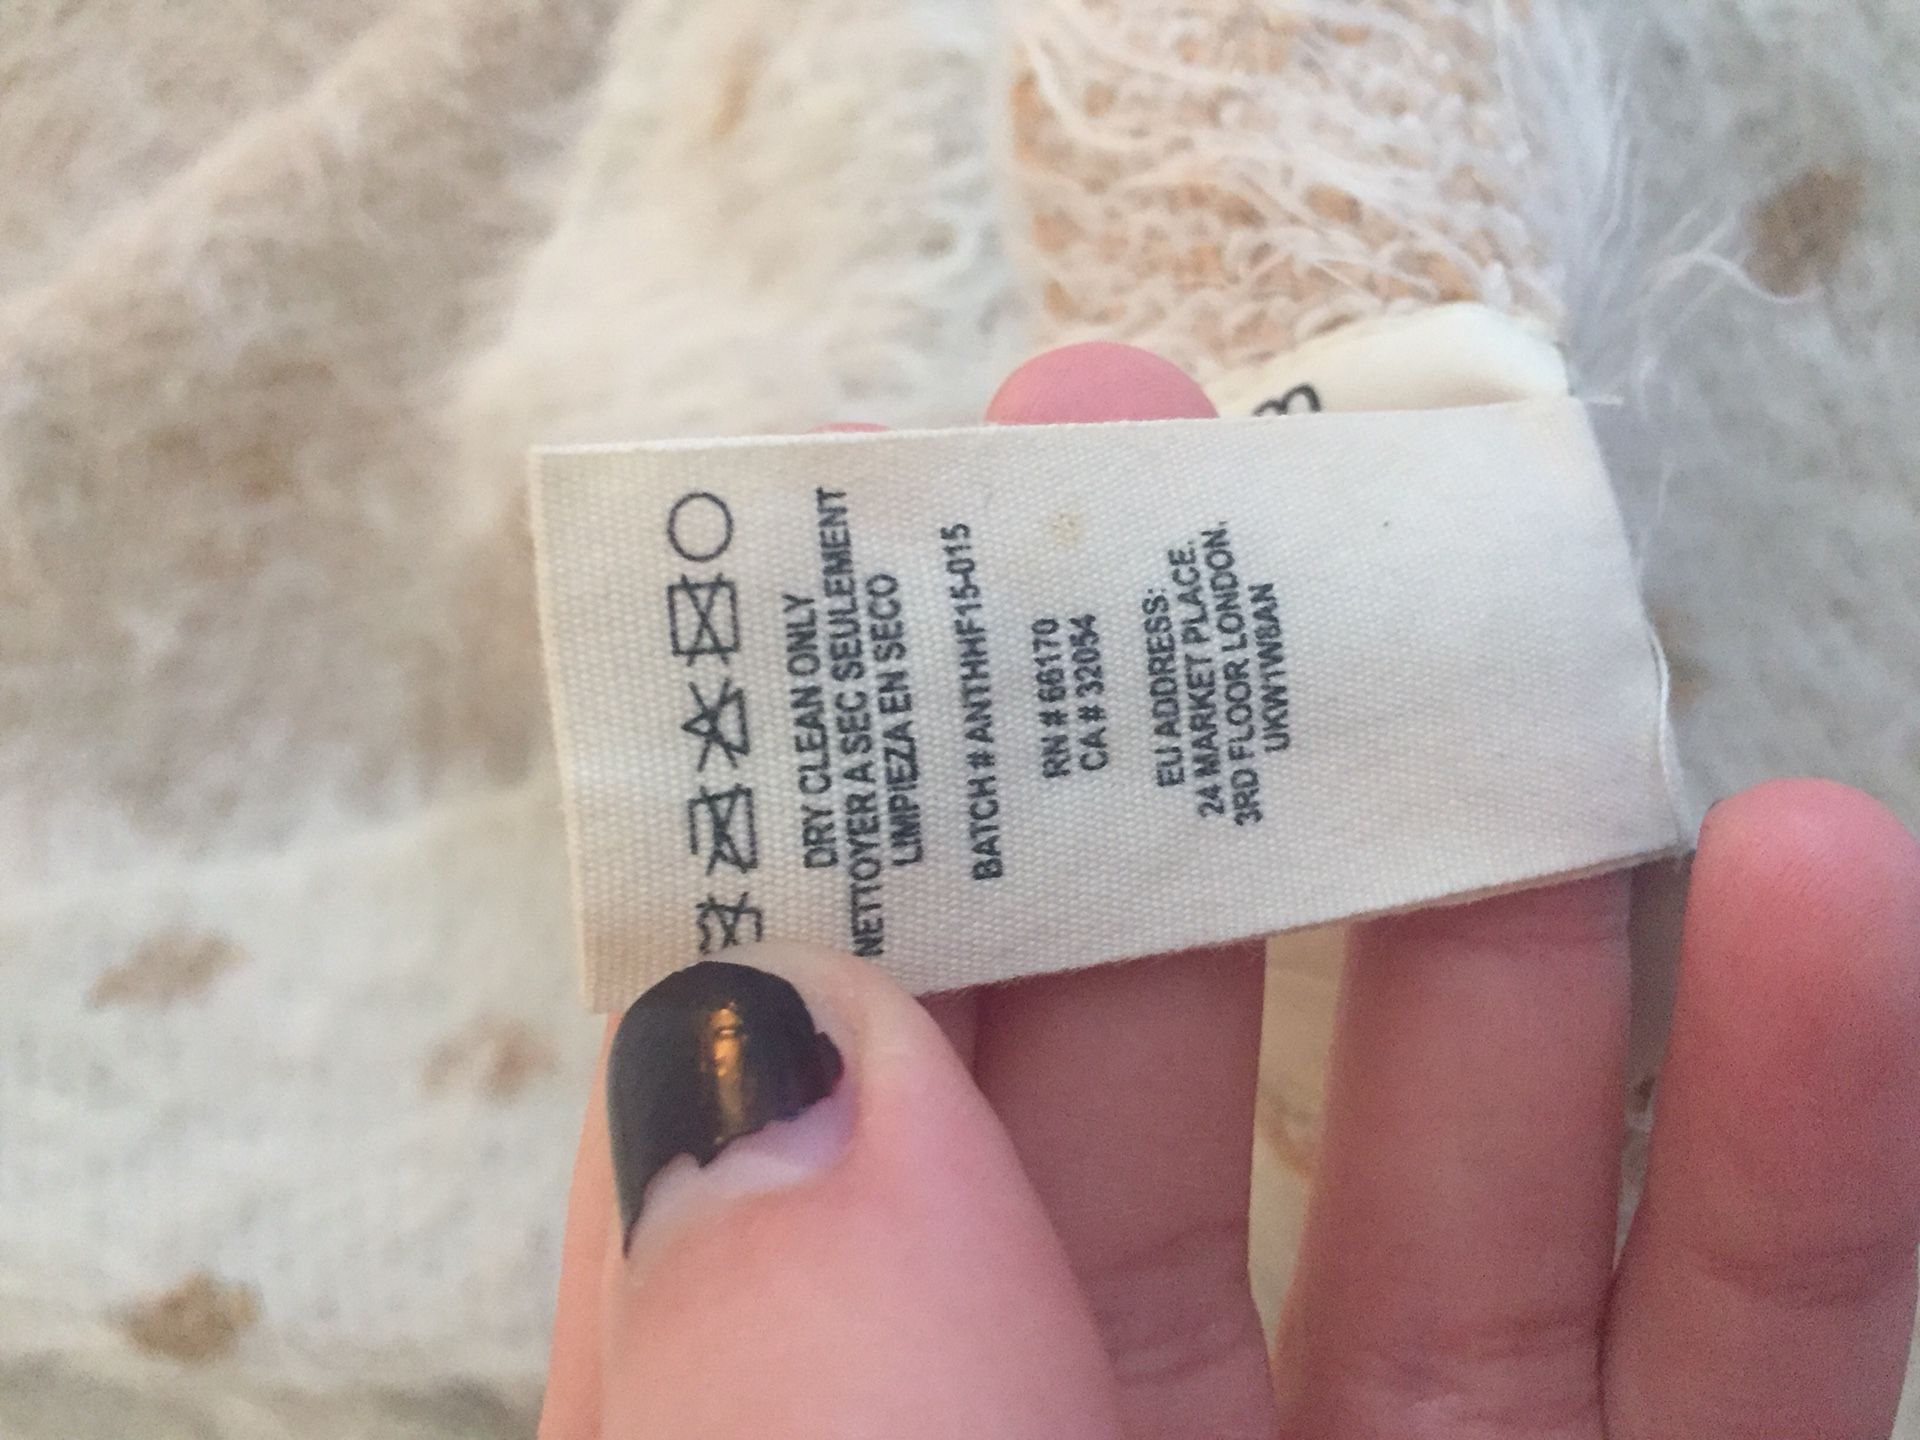 DRY CLEAN ONLY
NETTOYER A SEC SEULEMENT
LIMPIEZA EN SECO
BATCH # ANTHHF15-015
RN # 66170
CA # 32054
EU ADDRESS:
24 MARKET PLACE.
3RD FLOOR LONDON.
UKW1W8AN